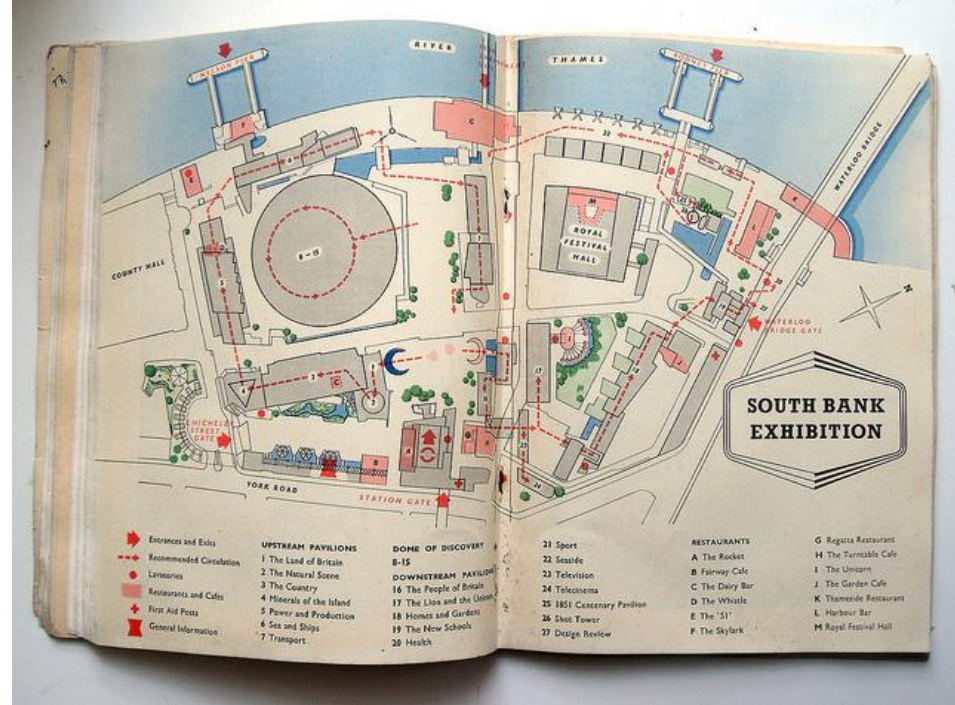 RIVER
THAMES
NELSON PIER
RODNEY PIER
WATERLOO BRIDGE
COUNTY HALL
8-15
ROYAL
FESTIVAL
HALL
N
WATERLOO
BRIDGE GATE
CHICHELEY
STREET
GATE
YORK ROAD
STATION GATE
SOUTH BANK
EXHIBITION
Entrances and Exits
Recommended Circulation
Lavatories
Restaurants and Cafes
First Aid Posts
General Information
UPSTREAM PAVILIONS
1 The Land of Britain
2 The Natural Scene
3 The Country
4 Minerals of the Island
5 Power and Production
6 Sea and Ships
7 Transport
DOME OF DISCOVERY
8-15
DOWNSTREAM PAVILIONS
16 The People of Britain
17 The Lion and the Unicorn
18 Homes and Gardens
19 The New Schools
20 Health
21 Sport
22 Seaside
23 Television
24 Telecinema
25 1851 Centenary Pavilion
26 Shot Tower
27 Design Review
RESTAURANTS
A The Rocket
B Fairway Cafe
C The Dairy Bar
D The Whistle
E The '51
F The Skylark
G Regatta Restaurant
H The Turntable Cafe
I The Unicorn
J The Garden Cafe
K Thameside Restaurant
L Harbour Bar
M Royal Festival Hall